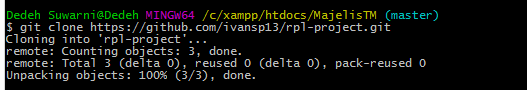 Dedeh Suwarni@Dedeh MINGW64 /c/xampp/htdocs/MajelisTM (master)
$ git clone https://github.com/ivansp13/rpl-project.git
Cloning into 'rpl-project'...
remote: Counting objects: 3, done.
remote: Total 3 (delta 0), reused 0 (delta 0), pack-reused 0
Unpacking objects: 100% (3/3), done.